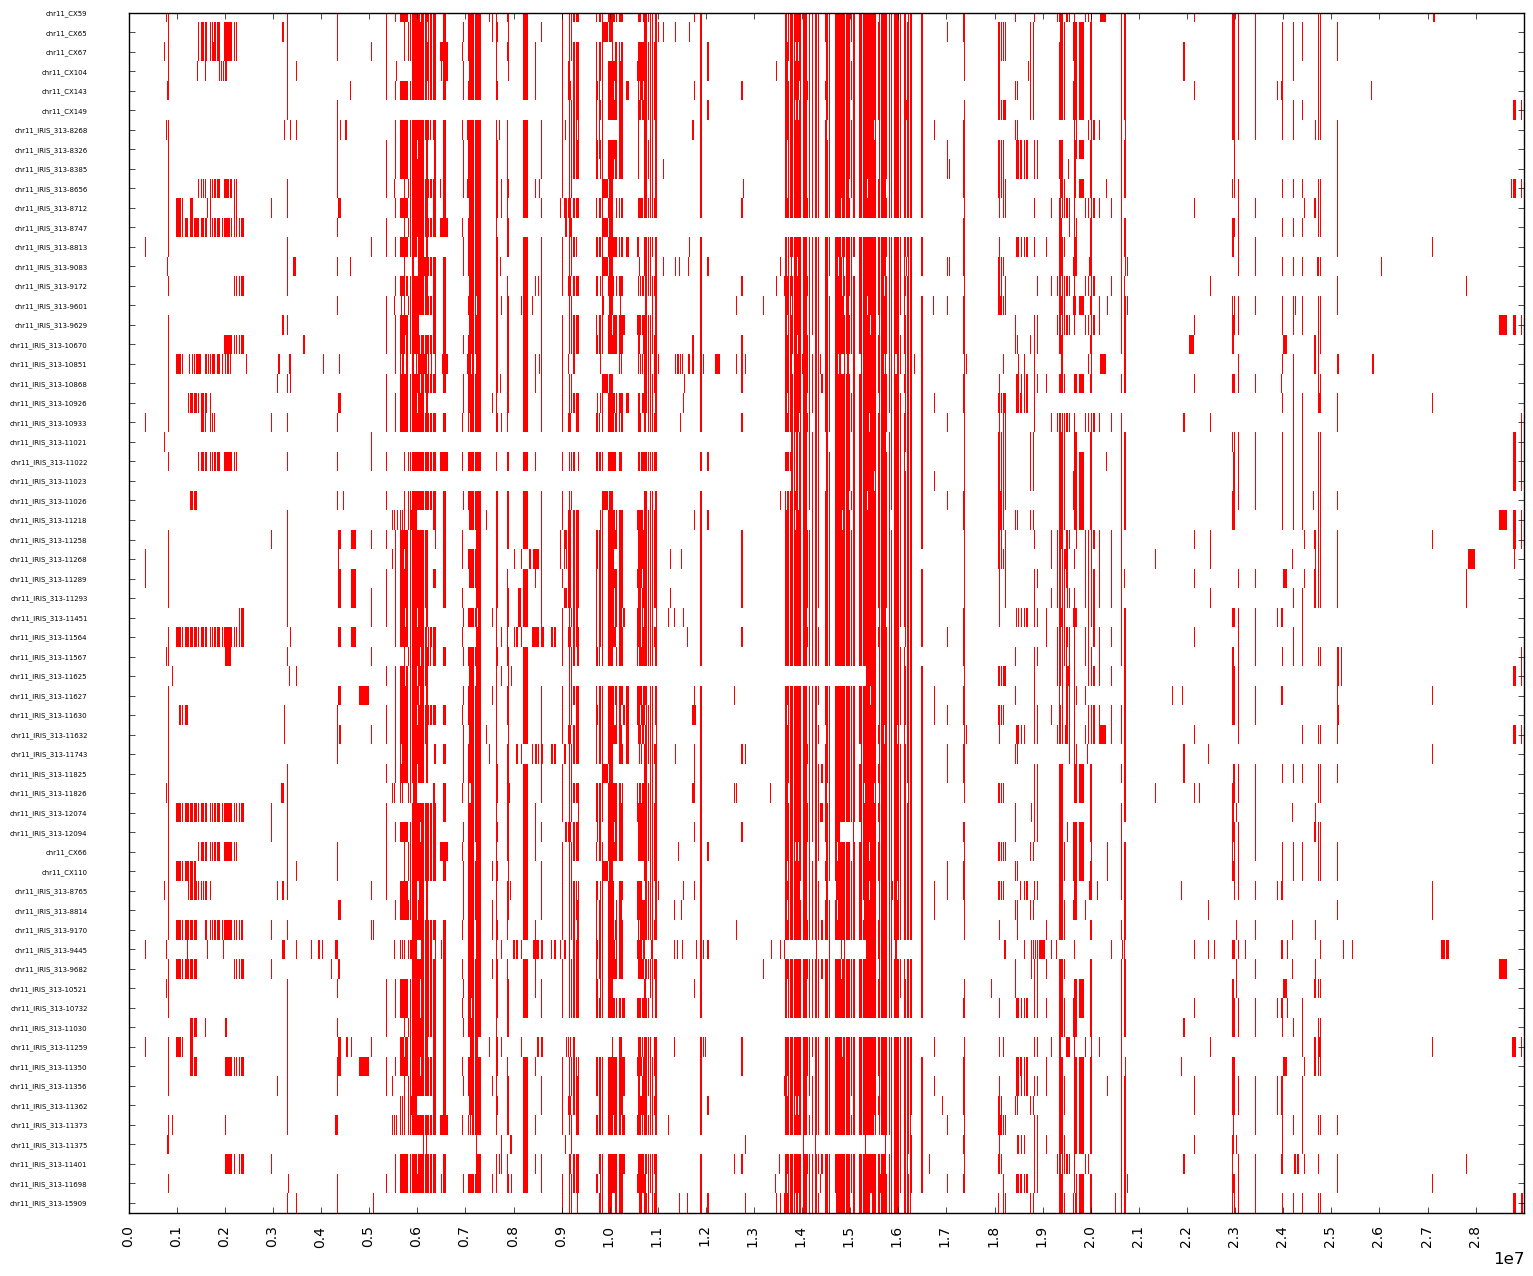 chr11_CX59
chr11_CX65
chr11_CX67
chr11_CX104
chr11_CX143
chr11_CX149
chr11_IRIS_313-8268
chr11_IRIS_313-8326
chr11_IRIS_313-8385
chr11_IRIS_313-8656
chr11_IRIS_313-8712
chr11_IRIS_313-8747
chr11_IRIS_313-8813
chr11_IRIS_313-9083
chr11_IRIS_313-9172
chr11_IRIS_313-9601
chr11_IRIS_313-9629
chr11_IRIS_313-10670
chr11_IRIS_313-10851
chr11_IRIS_313-10868
chr11_IRIS_313-10926
chr11_IRIS_313-10933
chr11_IRIS_313-11021
chr11_IRIS_313-11022
chr11_IRIS_313-11023
chr11_IRIS_313-11026
chr11_IRIS_313-11218
chr11_IRIS_313-11258
chr11_IRIS_313-11268
chr11_IRIS_313-11289
chr11_IRIS_313-11293
chr11_IRIS_313-11451
chr11_IRIS_313-11564
chr11_IRIS_313-11567
chr11_IRIS_313-11625
chr11_IRIS_313-11627
chr11_IRIS_313-11630
chr11_IRIS_313-11632
chr11_IRIS_313-11743
chr11_IRIS_313-11825
chr11_IRIS_313-11826
chr11_IRIS_313-12074
chr11_IRIS_313-12094
chr11_CX66
chr11_CX110
chr11_IRIS_313-8765
chr11_IRIS_313-8814
chr11_IRIS_313-9170
chr11_IRIS_313-9445
chr11_IRIS_313-9682
chr11_IRIS_313-10521
chr11_IRIS_313-10732
chr11_IRIS_313-11030
chr11_IRIS_313-11259
chr11_IRIS_313-11350
chr11_IRIS_313-11356
chr11_IRIS_313-11362
chr11_IRIS_313-11373
chr11_IRIS_313-11375
chr11_IRIS_313-11401
chr11_IRIS_313-11698
chr11_IRIS_313-15909
0.0 0.1 0.2 0.3 0.4 0.5 0.6 0.7 0.8 0.9 1.0 1.1 1.2 1.3 1.4 1.5 1.6 1.7 1.8 1.9 2.0 2.1 2.2 2.3 2.4 2.5 2.6 2.7 2.8
1e7